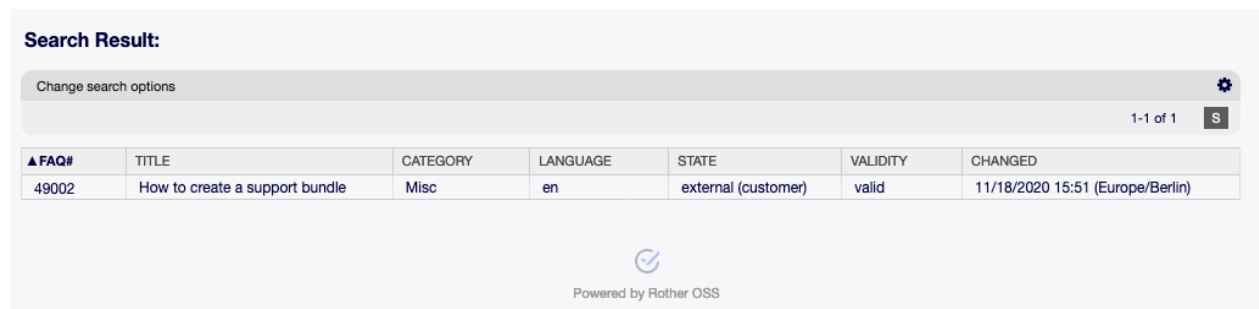 Search Result:
Change search options
1-1 of 1 S
▲FAQ# TITLE CATEGORY LANGUAGE STATE VALIDITY CHANGED
49002 How to create a support bundle Misc en external (customer) valid 11/18/2020 15:51 (Europe/Berlin)
Powered by Rother OSS